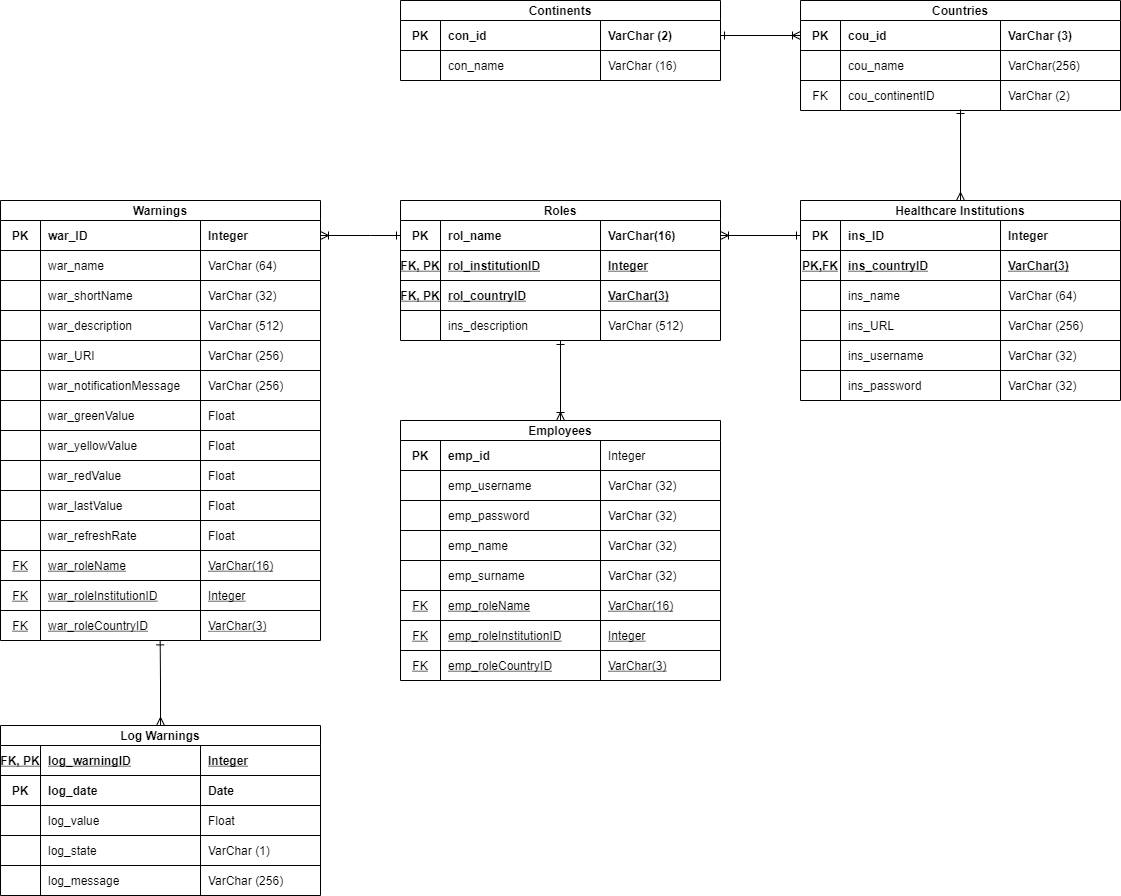 Continents
PK con_id VarChar (2)
con_name VarChar (16)
Countries
PK cou_id VarChar (3)
cou_name VarChar(256)
FK cou_continentID VarChar (2)
Warnings
PK war_ID Integer
war_name VarChar (64)
war_shortName VarChar (32)
war_description VarChar (512)
war_URI VarChar (256)
war_notificationMessage VarChar (256)
war_greenValue Float
war_yellowValue Float
war_redValue Float
war_lastValue Float
war_refreshRate Float
FK war_roleName VarChar(16)
FK war_roleInstitutionID Integer
FK war_roleCountryID VarChar(3)
Roles
PK rol_name VarChar(16)
FK, PK rol_institutionID Integer
FK, PK rol_countryID VarChar(3)
ins_description VarChar (512)
Healthcare Institutions
PK ins_ID Integer
PK,FK ins_countryID VarChar(3)
ins_name VarChar (64)
ins_URL VarChar (256)
ins_username VarChar (32)
ins_password VarChar (32)
Employees
PK emp_id Integer
emp_username VarChar (32)
emp_password VarChar (32)
emp_name VarChar (32)
emp_surname VarChar (32)
FK emp_roleName VarChar(16)
FK emp_roleInstitutionID Integer
FK emp_roleCountryID VarChar(3)
Log Warnings
FK, PK log_warningID Integer
PK log_date Date
log_value Float
log_state VarChar (1)
log_message VarChar (256)